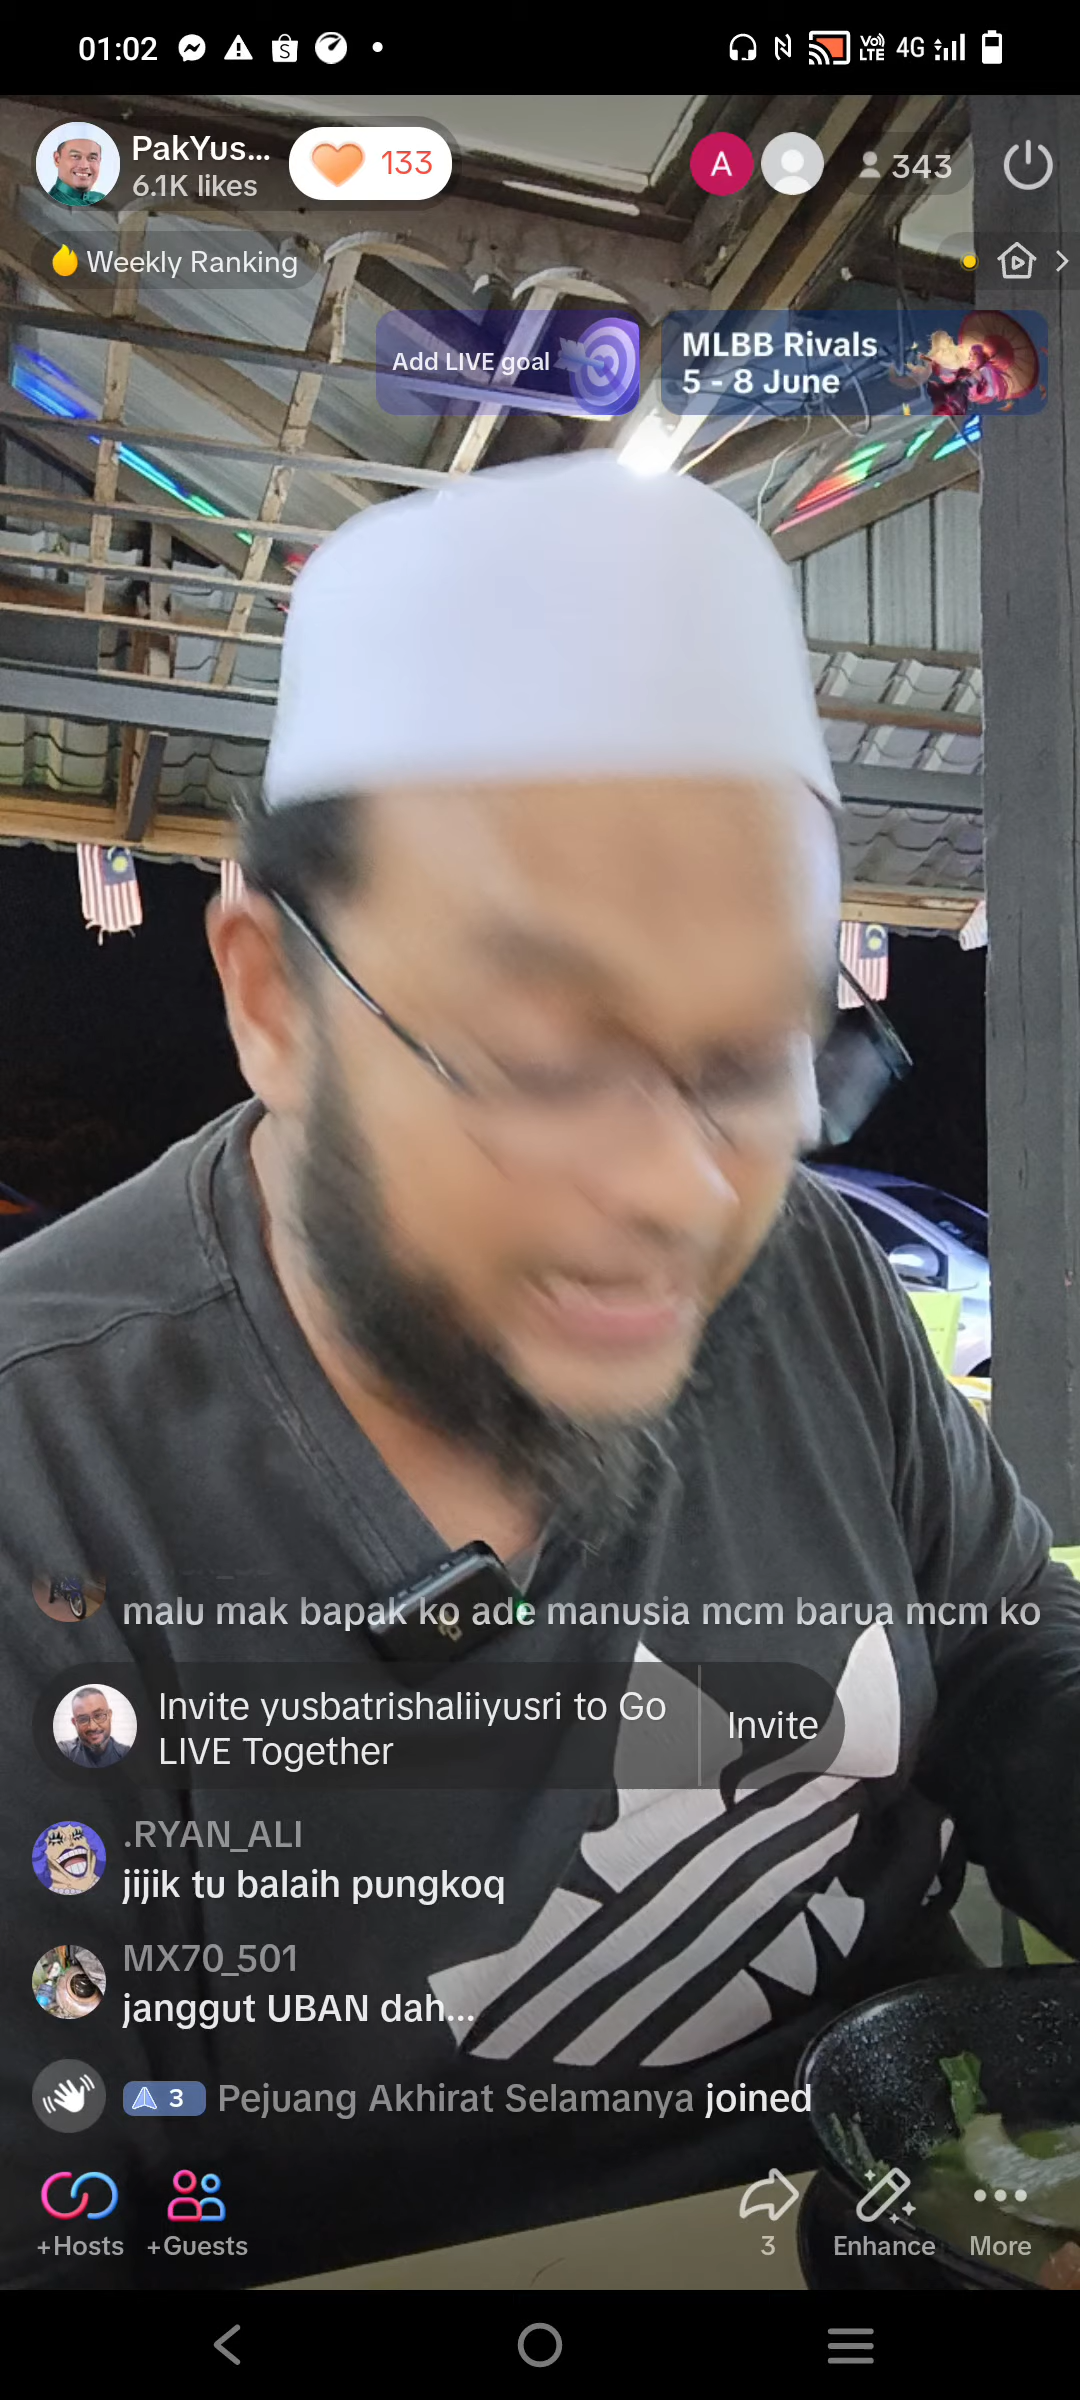 01:02
VoLTE 4G
PakYus...
6.1K likes
133
A
343
Weekly Ranking
Add LIVE goal
MLBB Rivals
5 - 8 June
malu mak bapak ko ade manusia mcm barua mcm ko
Invite yusbatrishaliiyusri to Go
LIVE Together
Invite
.RYAN_ALI
jijik tu balaih pungkoq
MX70_501
janggut UBAN dah...
3 Pejuang Akhirat Selamanya joined
+Hosts
+Guests
3
Enhance
More